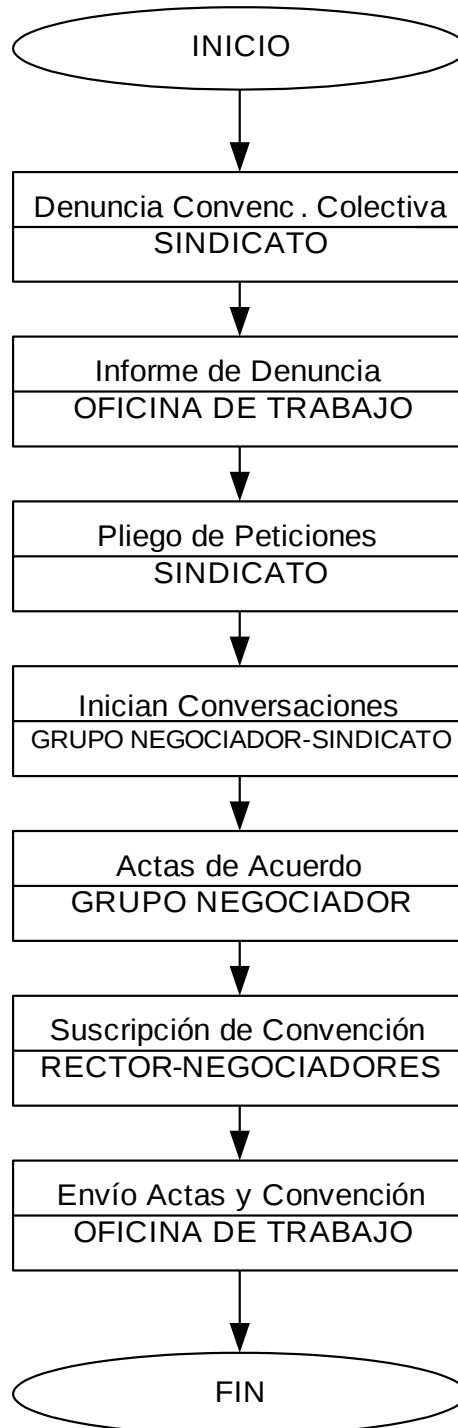 INICIO
Denuncia Convenc. Colectiva
SINDICATO
Informe de Denuncia
OFICINA DE TRABAJO
Pliego de Peticiones
SINDICATO
Inician Conversaciones
GRUPO NEGOCIADOR-SINDICATO
Actas de Acuerdo
GRUPO NEGOCIADOR
Suscripción de Convención
RECTOR-NEGOCIADORES
Envío Actas y Convención
OFICINA DE TRABAJO
FIN